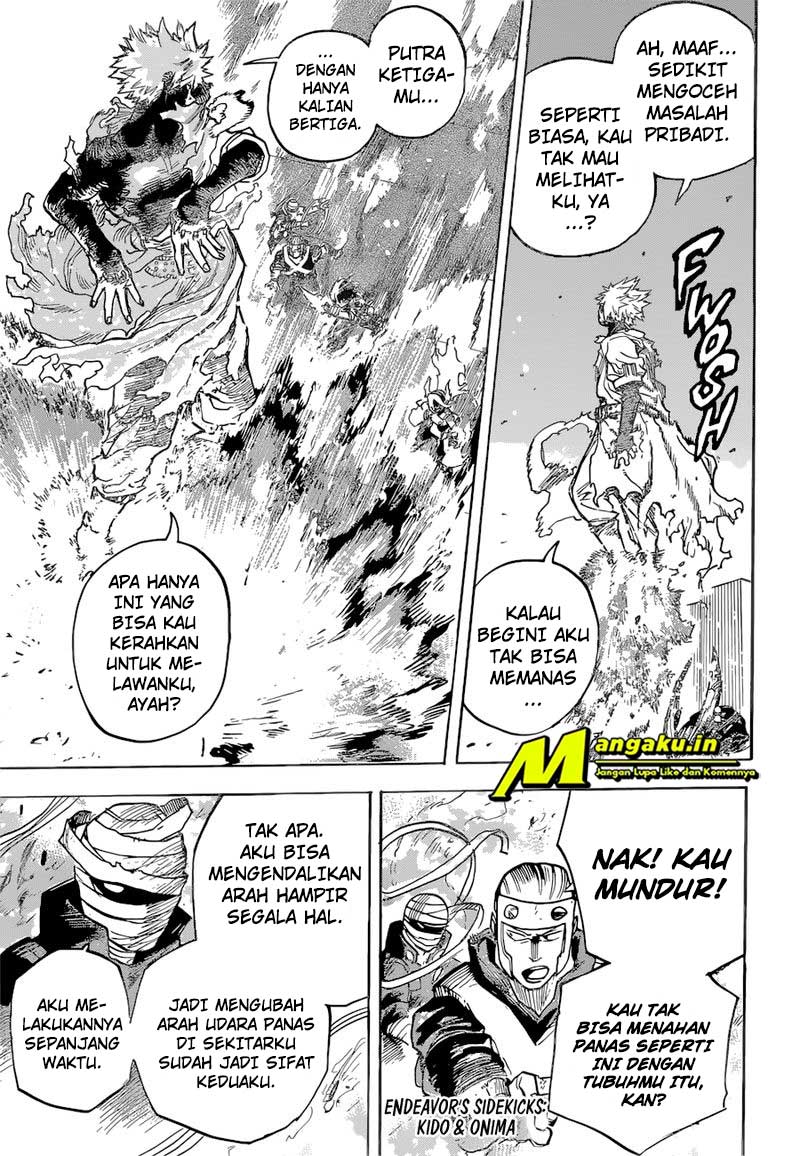 AH, MAAF...
SEDIKIT
MENGOCEH
MASALAH
PRIBADI.
SEPERTI
BIASA, KAU
TAK MAU
MELIHAT-
KU, YA
...?
FWOSH
KALAU
BEGINI AKU
TAK BISA
MEMANAS
...
PUTRA
KETIGA-
MU...
...
DENGAN
HANYA
KALIAN
BERTIGA.
APA HANYA
INI YANG
BISA KAU
KERAHKAN
UNTUK ME-
LAWANKU,
AYAH?
Mangaku.in
Jangan Lupa Like dan Komennya
NAK! KAU
MUNDUR!
KAU TAK
BISA MENAHAN
PANAS SEPERTI
INI DENGAN
TUBUHMU ITU,
KAN?
ENDEAVOR'S SIDEKICKS
KIDO & ONIMA
TAK APA.
AKU BISA
MENGENDALIKAN
ARAH HAMPIR
SEGALA HAL.
JADI MENGUBAH
ARAH UDARA PANAS
DI SEKITARKU
SUDAH JADI SIFAT
KEDUAKU.
AKU ME-
LAKUKANNYA
SEPANJANG
WAKTU.